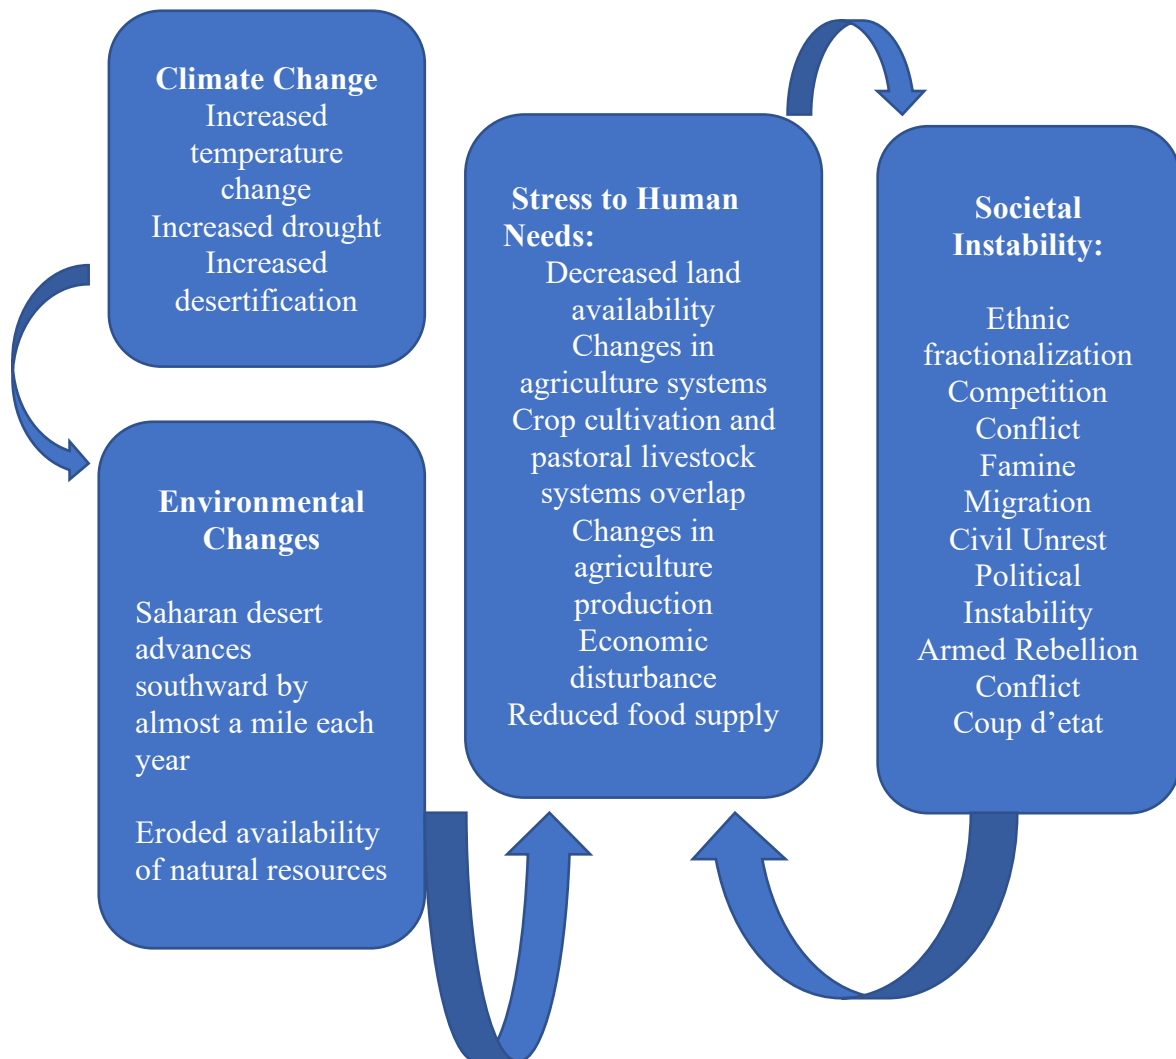 Climate Change
Increased
temperature
change
Increased drought
Increased
desertification
Environmental
Changes
Saharan desert
advances
southward by
almost a mile each
year
Eroded availability
of natural resources
Stress to Human
Needs:
Decreased land
availability
Changes in
agriculture systems
Crop cultivation and
pastoral livestock
systems overlap
Changes in
agriculture
production
Economic
disturbance
Reduced food supply
Societal
Instability:
Ethnic
fractionalization
Competition
Conflict
Famine
Migration
Civil Unrest
Political
Instability
Armed Rebellion
Conflict
Coup d’etat